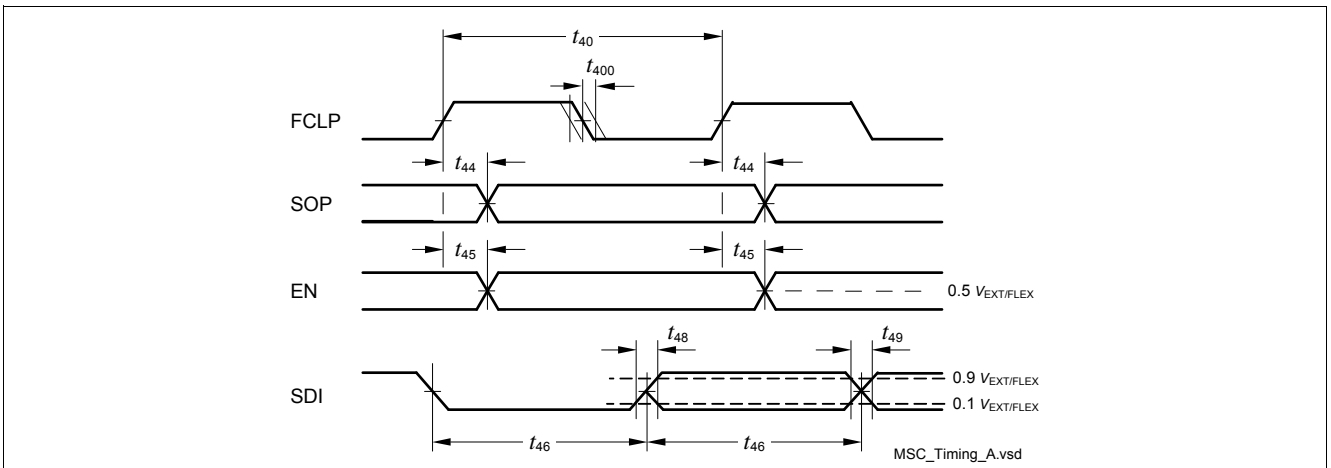 t40
t400
FCLP
t44 t44
SOP
t45 t45
EN 0.5 VEXT/FLEX
t48 t49
0.9 VEXT/FLEX
SDI
0.1 VEXT/FLEX
t46 t46
MSC_Timing_A.vsd